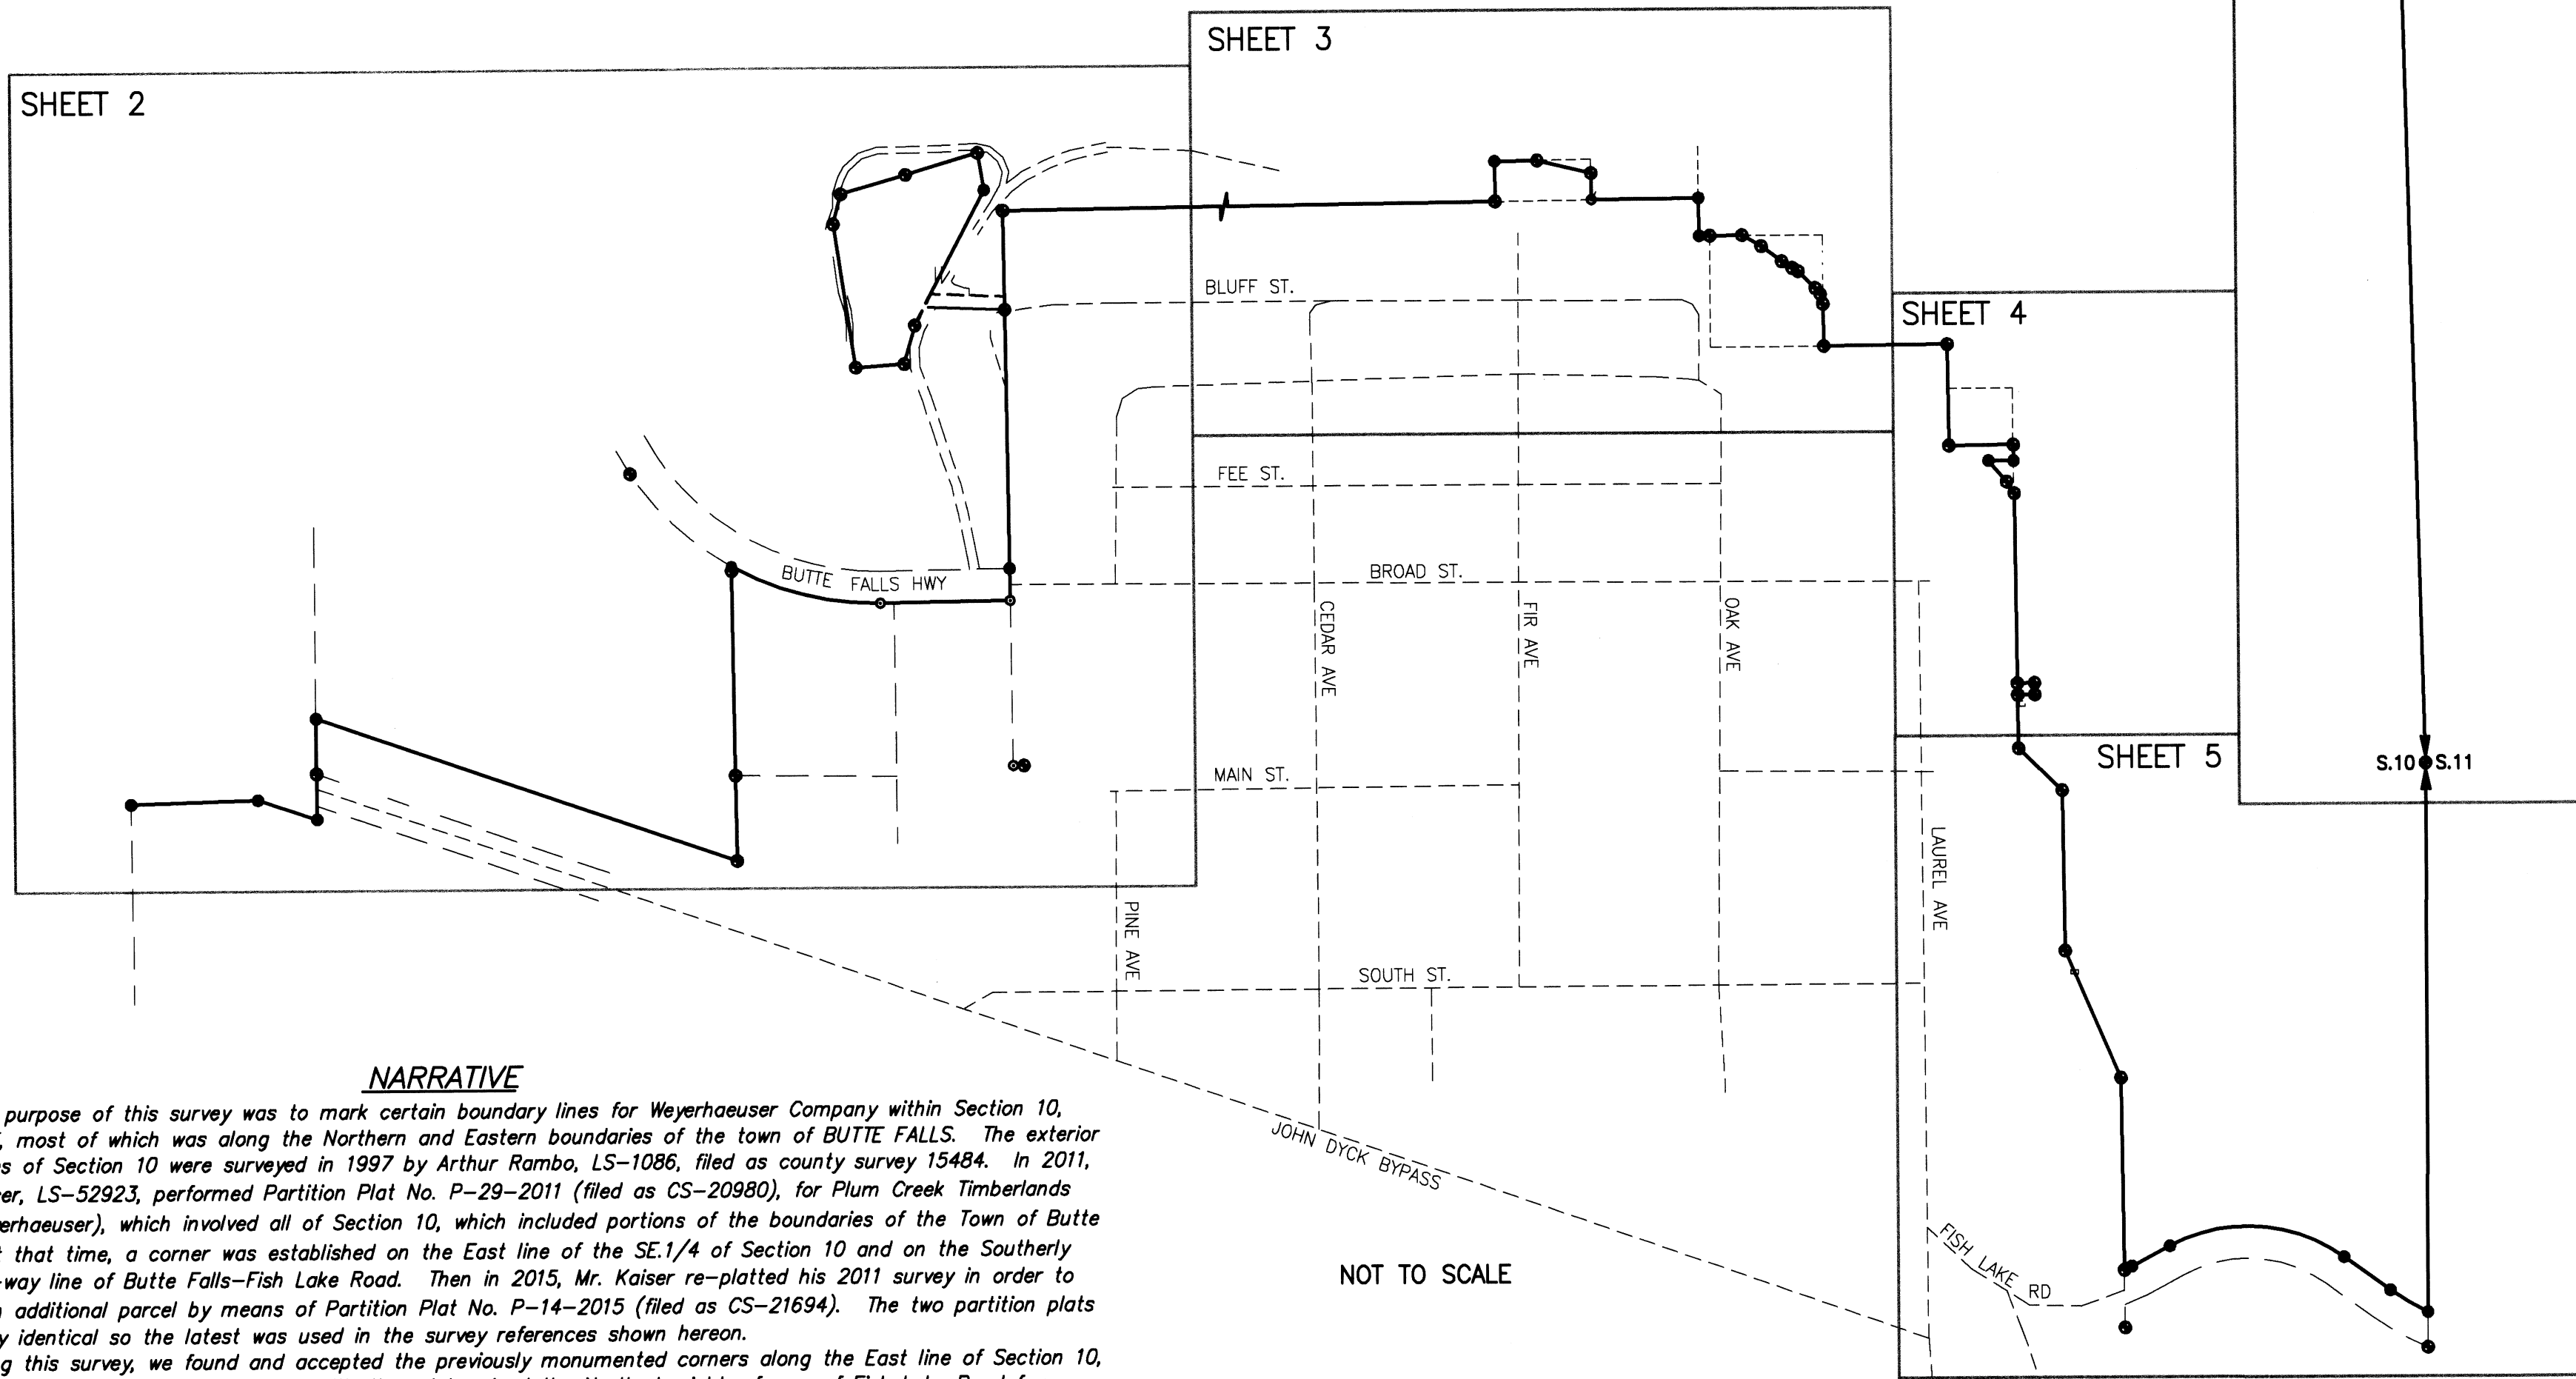 SHEET 3
SHEET 2
BLUFF ST.
SHEET 4
FEE ST.
BROAD ST.
BUTTE FALLS HWY
CEDAR AVE
FIR AVE
OAK AVE
SHEET 5
S.10 S.11
MAIN ST.
LAUREL AVE
PINE AVE
SOUTH ST.
JOHN DYCK BYPASS
FISH LAKE RD
NOT TO SCALE
NARRATIVE
purpose of this survey was to mark certain boundary lines for Weyerhaeuser Company within Section 10,
most of which was along the Northern and Eastern boundaries of the town of BUTTE FALLS. The exterior
of Section 10 were surveyed in 1997 by Arthur Rambo, LS-1086, filed as county survey 15484. In 2011,
LS-52923, performed Partition Plat No. P-29-2011 (filed as CS-20980), for Plum Creek Timberlands
which involved all of Section 10, which included portions of the boundaries of the Town of Butte
that time, a corner was established on the East line of the SE.1/4 of Section 10 and on the Southerly
way line of Butte Falls-Fish Lake Road. Then in 2015, Mr. Kaiser re-platted his 2011 survey in order to
additional parcel by means of Partition Plat No. P-14-2015 (filed as CS-21694). The two partition plats
identical so the latest was used in the survey references shown hereon.
this survey, we found and accepted the previously monumented corners along the East line of Section 10,